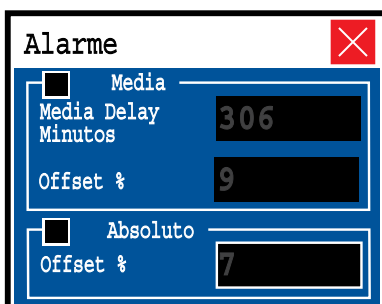 Alarme
Media
Media Delay
Minutos
306
Offset %
9
Absoluto
Offset %
7